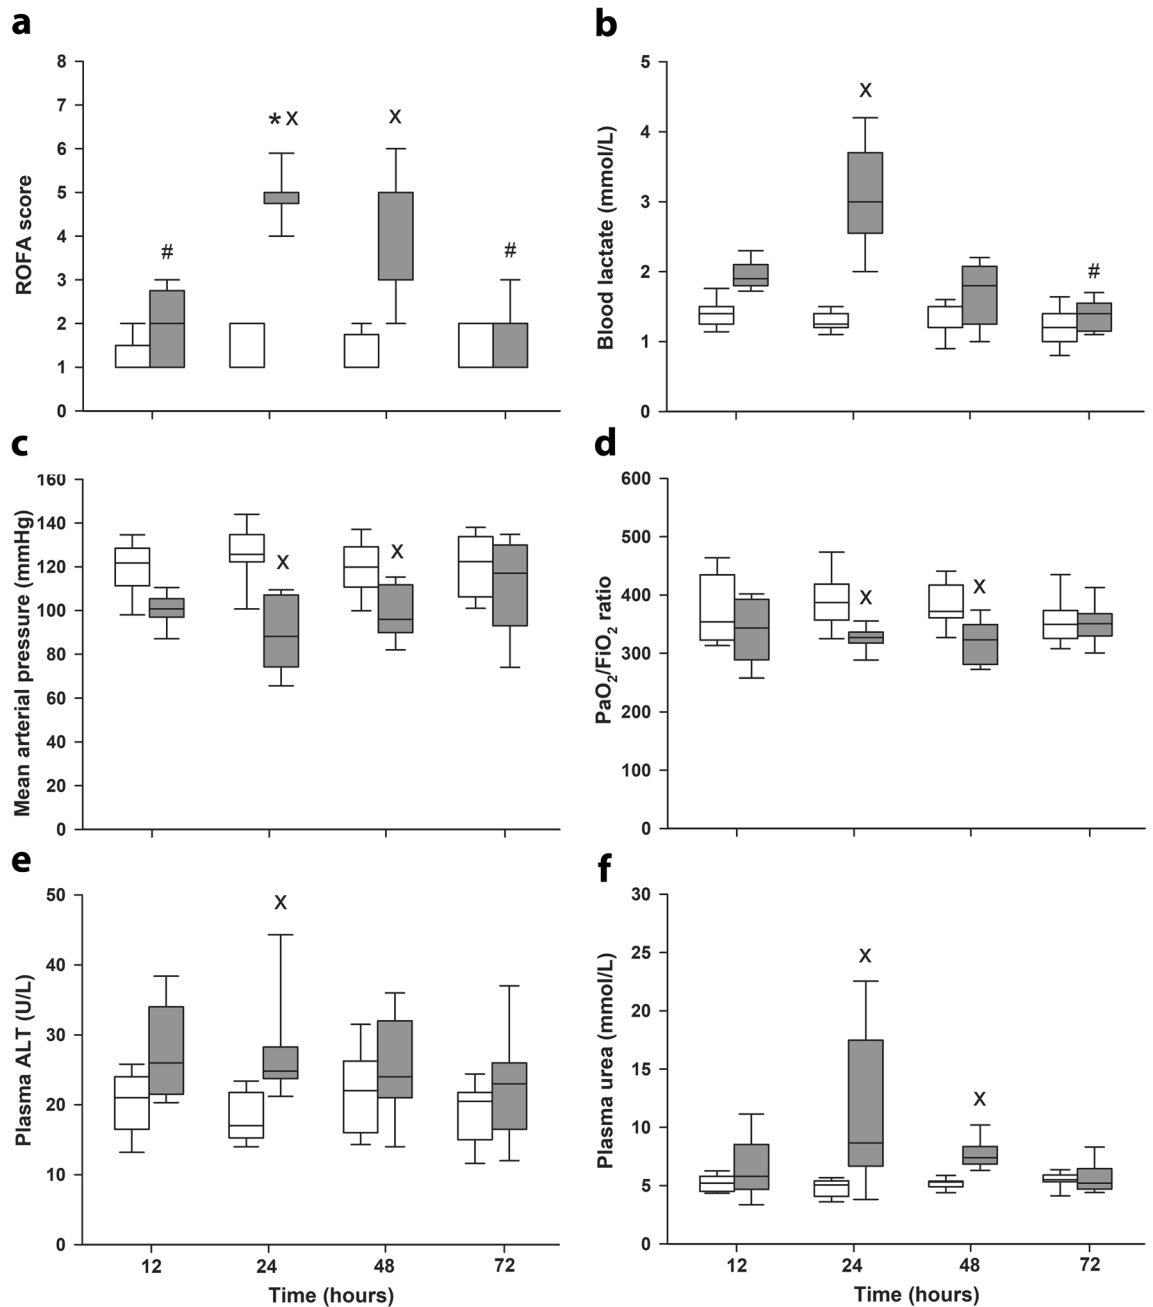 a
ROFA score
8
7
6
5
4
3
2
1
0
#
* X
X
#
b
Blood lactate (mmol/L)
5
4
3
2
1
0
X
#
c
Mean arterial pressure (mmHg)
160
140
120
100
80
60
40
20
0
X
X
d
PaO2/FiO2 ratio
600
500
400
300
200
100
0
X
X
e
Plasma ALT (U/L)
50
40
30
20
10
0
X
12 24 48 72
Time (hours)
f
Plasma urea (mmol/L)
30
25
20
15
10
5
0
X
X
12 24 48 72
Time (hours)